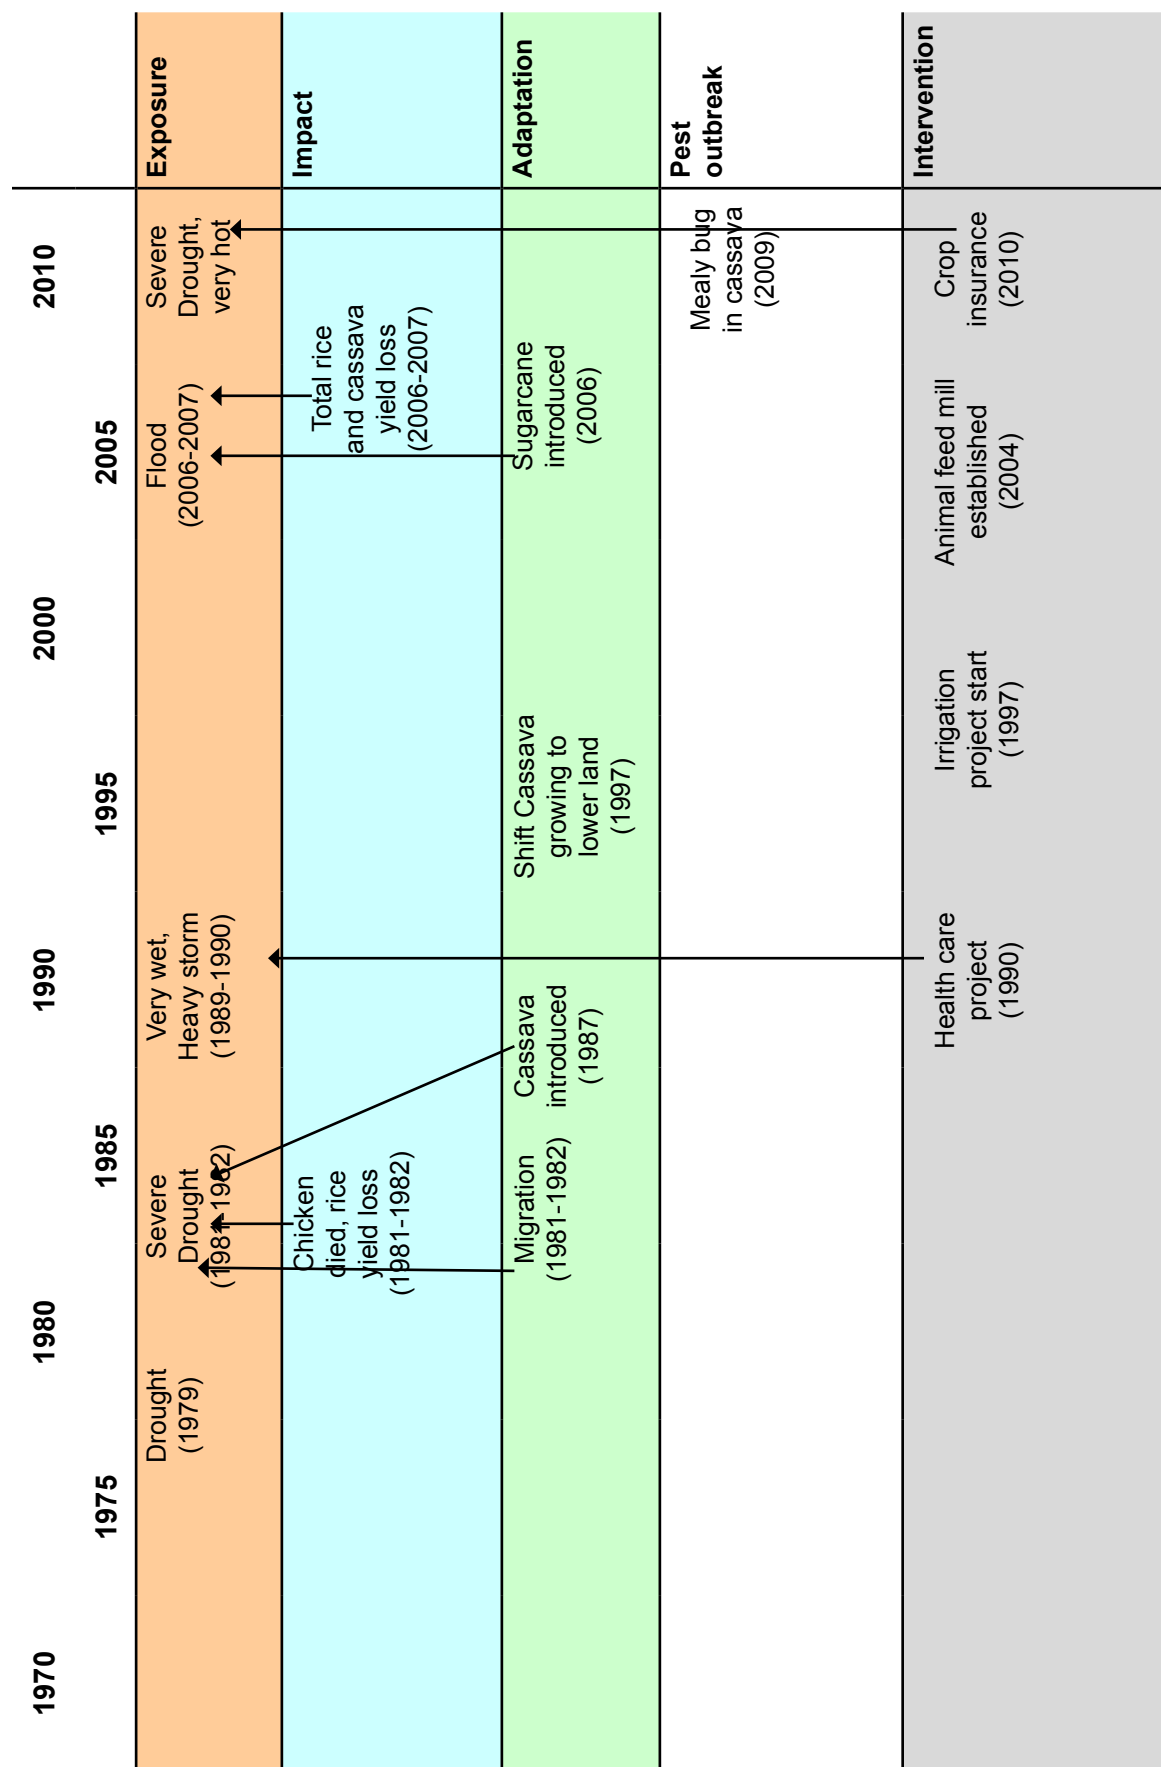 1970
1975
1980
1985
1990
1995
2000
2005
2010
Drought
(1979)
Severe
Drought
(1981-1982)
Very wet,
Heavy storm
(1989-1990)
Flood
(2006-2007)
Severe
Drought,
very hot
Exposure
Chicken
died, rice
yield loss
(1981-1982)
Total rice
and cassava
yield loss
(2006-2007)
Impact
Migration
(1981-1982)
Cassava
introduced
(1987)
Shift Cassava
growing to
lower land
(1997)
Sugarcane
introduced
(2006)
Adaptation
Mealy bug
in cassava
(2009)
Pest
outbreak
Health care
project
(1990)
Irrigation
project start
(1997)
Animal feed mill
established
(2004)
Crop
insurance
(2010)
Intervention